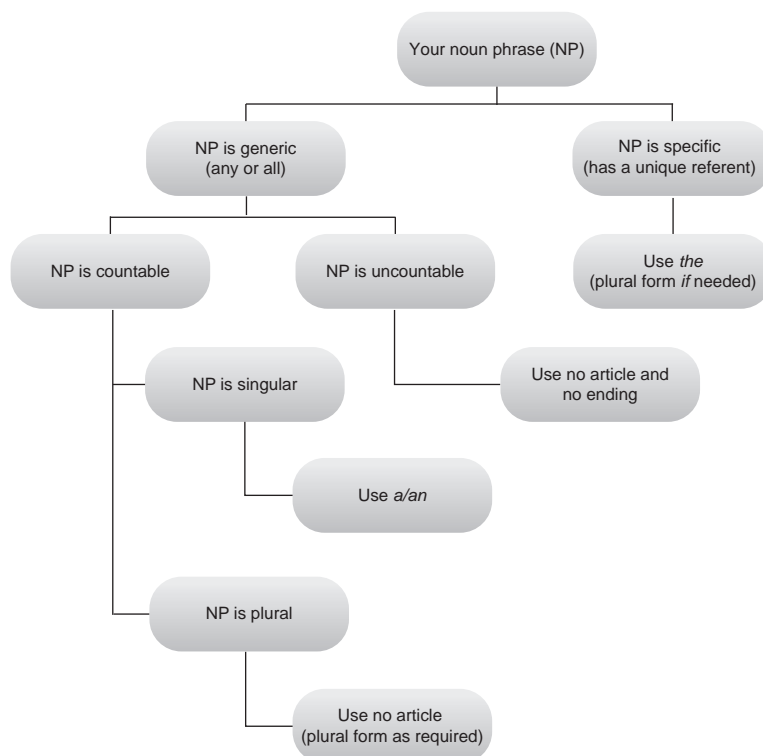 Your noun phrase (NP)
NP is generic
(any or all)
NP is specific
(has a unique referent)
NP is countable
NP is uncountable
Use the
(plural form if needed)
NP is singular
Use no article and
no ending
Use a/an
NP is plural
Use no article
(plural form as required)